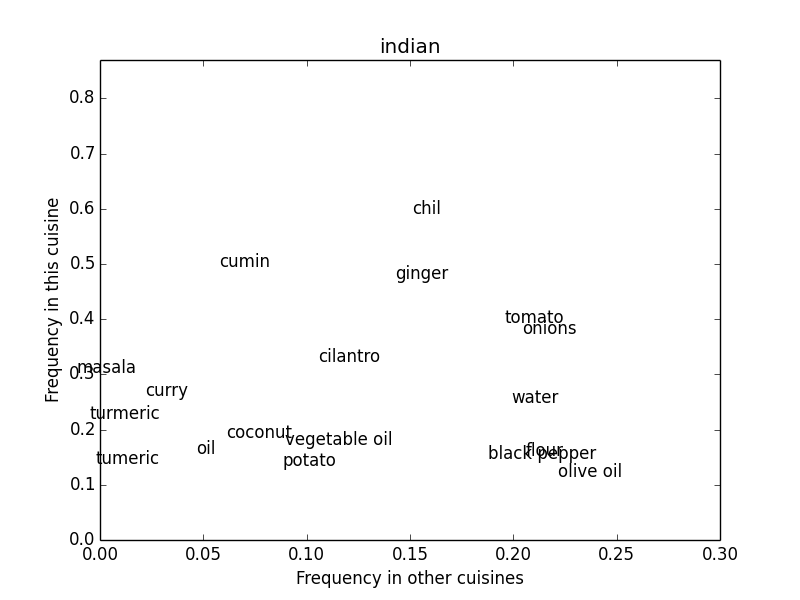 indian
0.8
0.7
0.6
0.5
0.4
0.3
0.2
0.1
0.0
Frequency in this cuisine
chil
cumin
ginger
tomato
onions
cilantro
masala
curry
water
turmeric
coconut
vegetable oil
oil
flour
black pepper
tumeric
potato
olive oil
0.00 0.05 0.10 0.15 0.20 0.25 0.30
Frequency in other cuisines